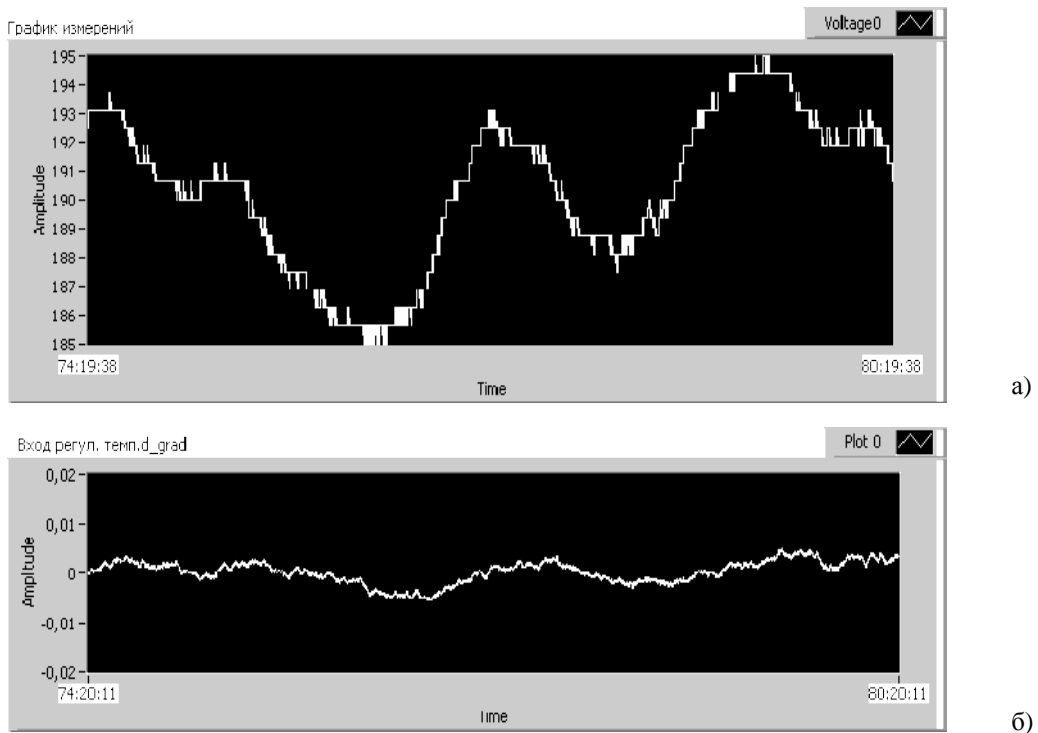 График измерений
Voltage0
195
194
193
192
191
190
189
188
187
186
185
Amplitude
74:19:38
80:19:38
Time
а)
Вход регул. темп.d_grad
Plot 0
0,02
0,01
0
-0,01
-0,02
Amplitude
74:20:11
80:20:11
Time
б)